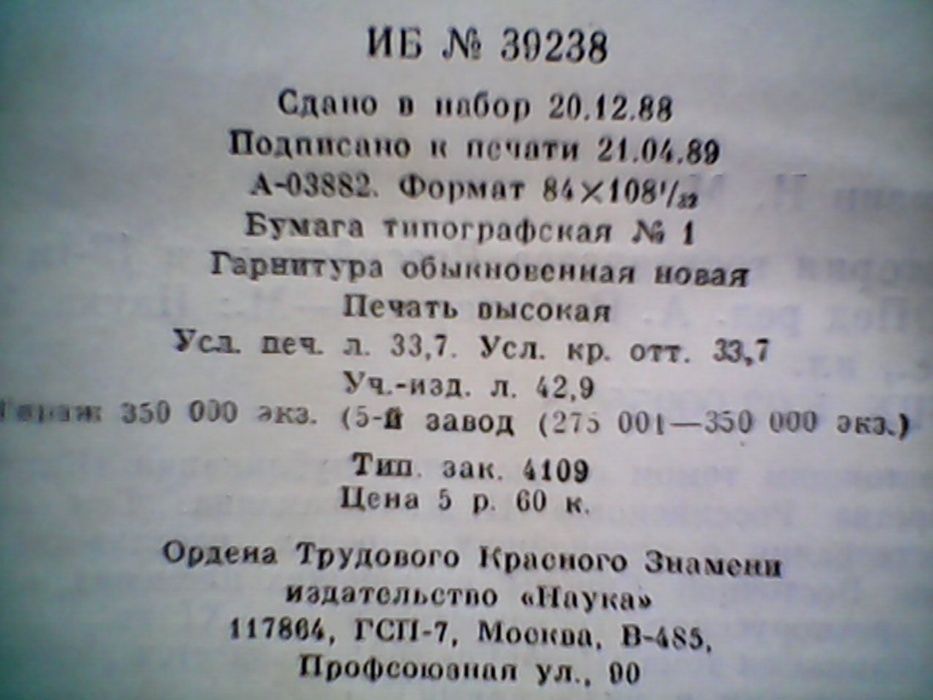 ИБ № 39238
Сдано в набор 20.12.88
Подписано к печати 21.04.89
А-03882. Формат 84×108¹/₃₂
Бумага типографская № 1
Гарнитура обыкновенная новая
Печать высокая
Усл. печ. л. 33,7. Усл. кр. отт. 33,7
Уч.-изд. л. 42,9
Тираж 350 000 экз. (5-й завод (275 001—350 000 экз.)
Тип. зак. 4109
Цена 5 р. 60 к.
Ордена Трудового Красного Знамени
издательство «Наука»
117864, ГСП-7, Москва, В-485,
Профсоюзная ул., 90